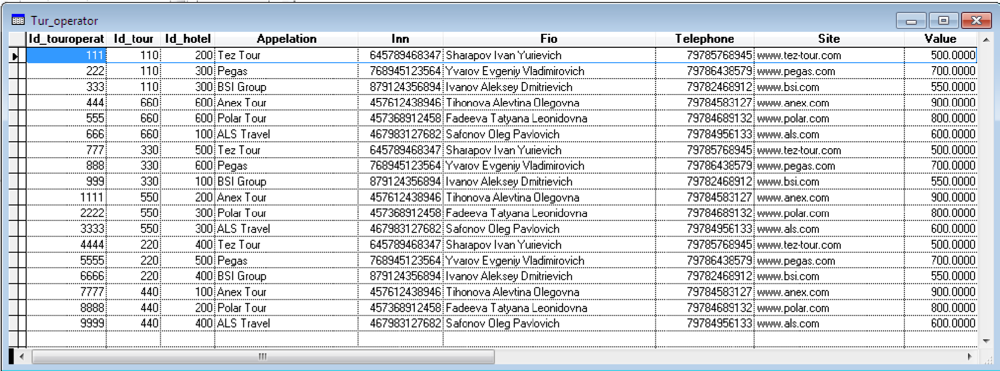 Tur_operator
Id_touroperat Id_tour Id_hotel Appelation Inn Fio Telephone Site Value
111 110 200 Tez Tour 645789468347 Sharapov Ivan Yurievich 79785768945 www.tez-tour.com 500.0000
222 110 300 Pegas 768945123564 Yvarov Evgeniy Vladimirovich 79786438579 www.pegas.com 700.0000
333 110 300 BSI Group 879124356894 Ivanov Aleksey Dmitrievich 79782468912 www.bsi.com 550.0000
444 660 600 Anex Tour 457612438946 Tihonova Alevtina Olegovna 79784583127 www.anex.com 900.0000
555 660 600 Polar Tour 457368912458 Fadeeva Tatyana Leonidovna 79784689132 www.polar.com 800.0000
666 660 100 ALS Travel 467983127682 Safonov Oleg Pavlovich 79784956133 www.als.com 600.0000
777 330 500 Tez Tour 645789468347 Sharapov Ivan Yurievich 79785768945 www.tez-tour.com 500.0000
888 330 600 Pegas 768945123564 Yvarov Evgeniy Vladimirovich 79786438579 www.pegas.com 700.0000
999 330 100 BSI Group 879124356894 Ivanov Aleksey Dmitrievich 79782468912 www.bsi.com 550.0000
1111 550 200 Anex Tour 457612438946 Tihonova Alevtina Olegovna 79784583127 www.anex.com 900.0000
2222 550 300 Polar Tour 457368912458 Fadeeva Tatyana Leonidovna 79784689132 www.polar.com 800.0000
3333 550 300 ALS Travel 467983127682 Safonov Oleg Pavlovich 79784956133 www.als.com 600.0000
4444 220 400 Tez Tour 645789468347 Sharapov Ivan Yurievich 79785768945 www.tez-tour.com 500.0000
5555 220 500 Pegas 768945123564 Yvarov Evgeniy Vladimirovich 79786438579 www.pegas.com 700.0000
6666 220 400 BSI Group 879124356894 Ivanov Aleksey Dmitrievich 79782468912 www.bsi.com 550.0000
7777 440 100 Anex Tour 457612438946 Tihonova Alevtina Olegovna 79784583127 www.anex.com 900.0000
8888 440 200 Polar Tour 457368912458 Fadeeva Tatyana Leonidovna 79784689132 www.polar.com 800.0000
9999 440 400 ALS Travel 467983127682 Safonov Oleg Pavlovich 79784956133 www.als.com 600.0000